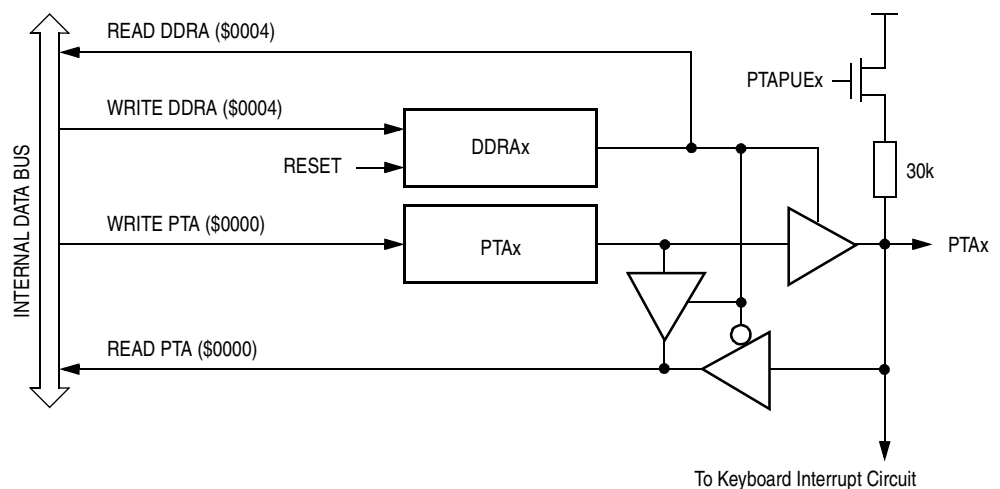 READ DDRA ($0004)
PTAPUEx
WRITE DDRA ($0004)
DDRAx
RESET
30k
INTERNAL DATA BUS
WRITE PTA ($0000)
PTAx
PTAx
READ PTA ($0000)
To Keyboard Interrupt Circuit